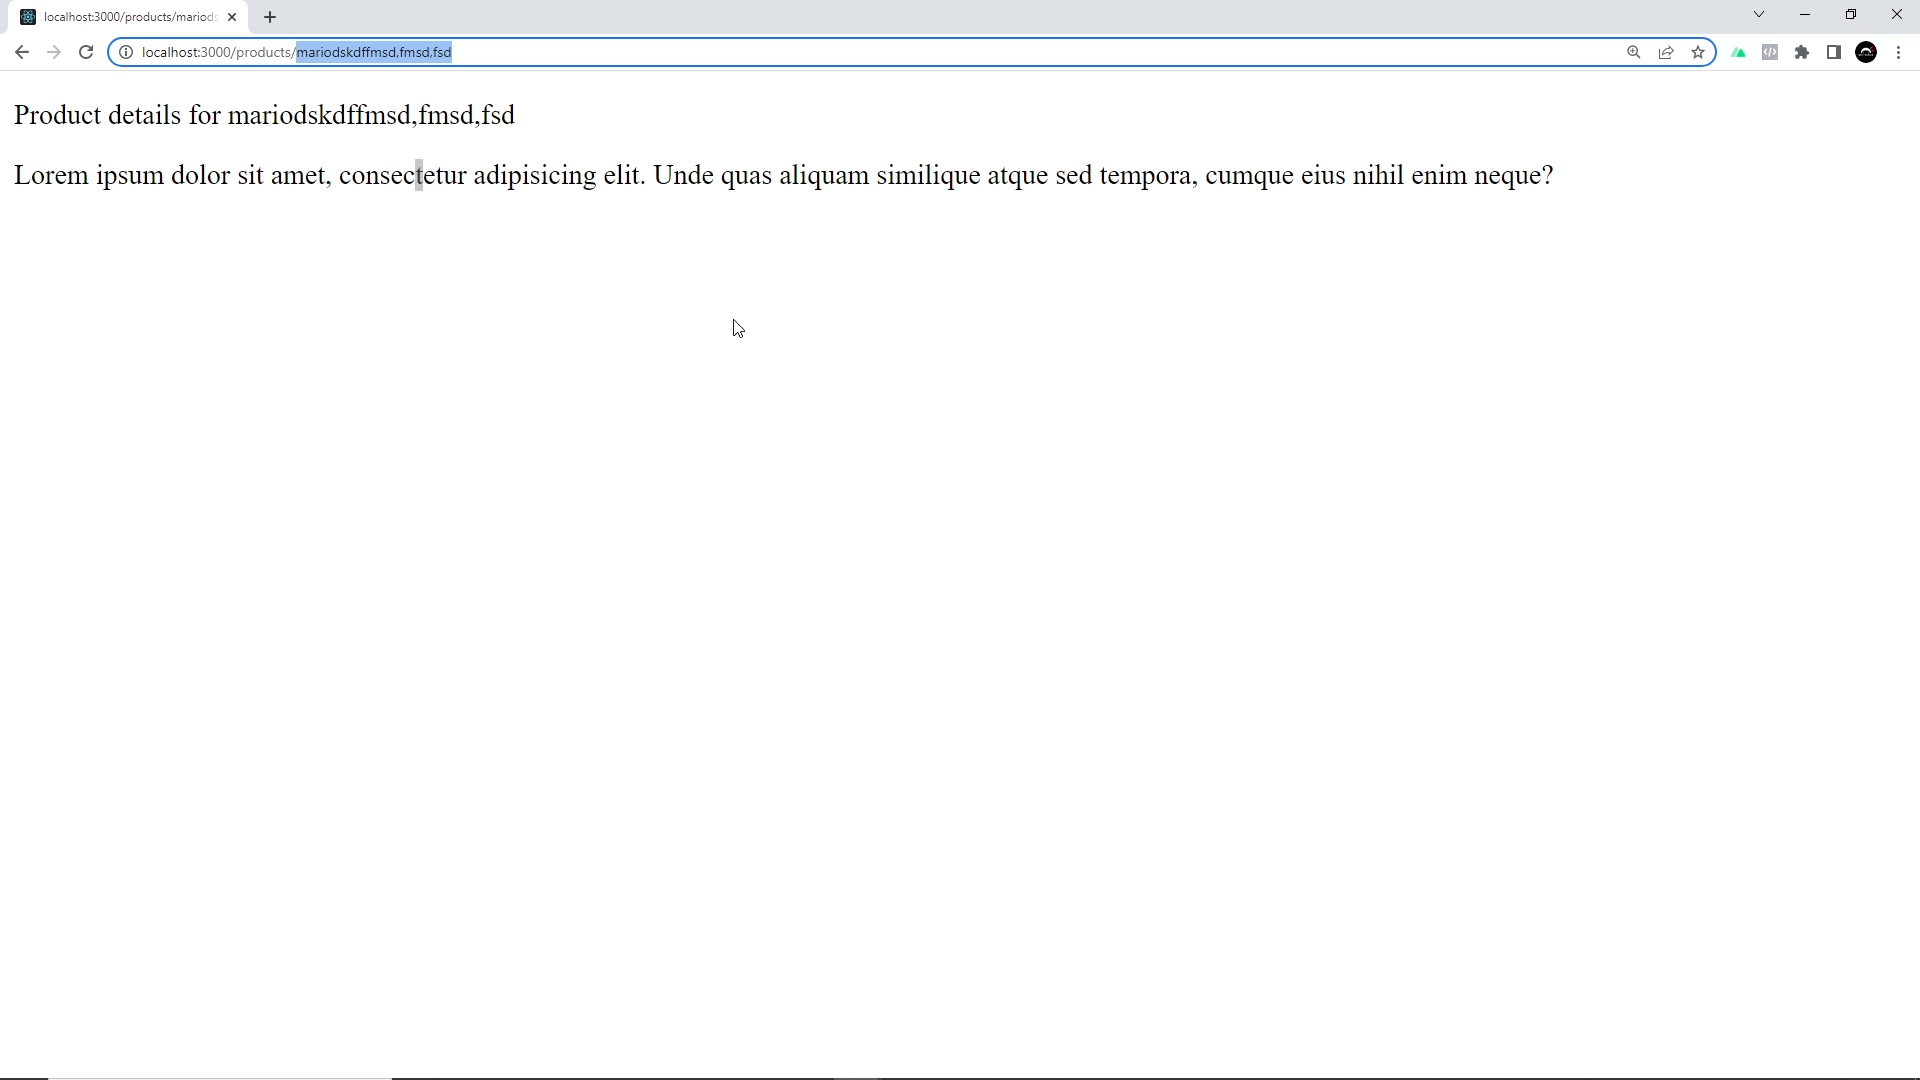 localhost:3000/products/mariods
localhost:3000/products/mariodskdffmsd,fmsd,fsd
Product details for mariodskdffmsd,fmsd,fsd
Lorem ipsum dolor sit amet, consectetur adipisicing elit. Unde quas aliquam similique atque sed tempora, cumque eius nihil enim neque?